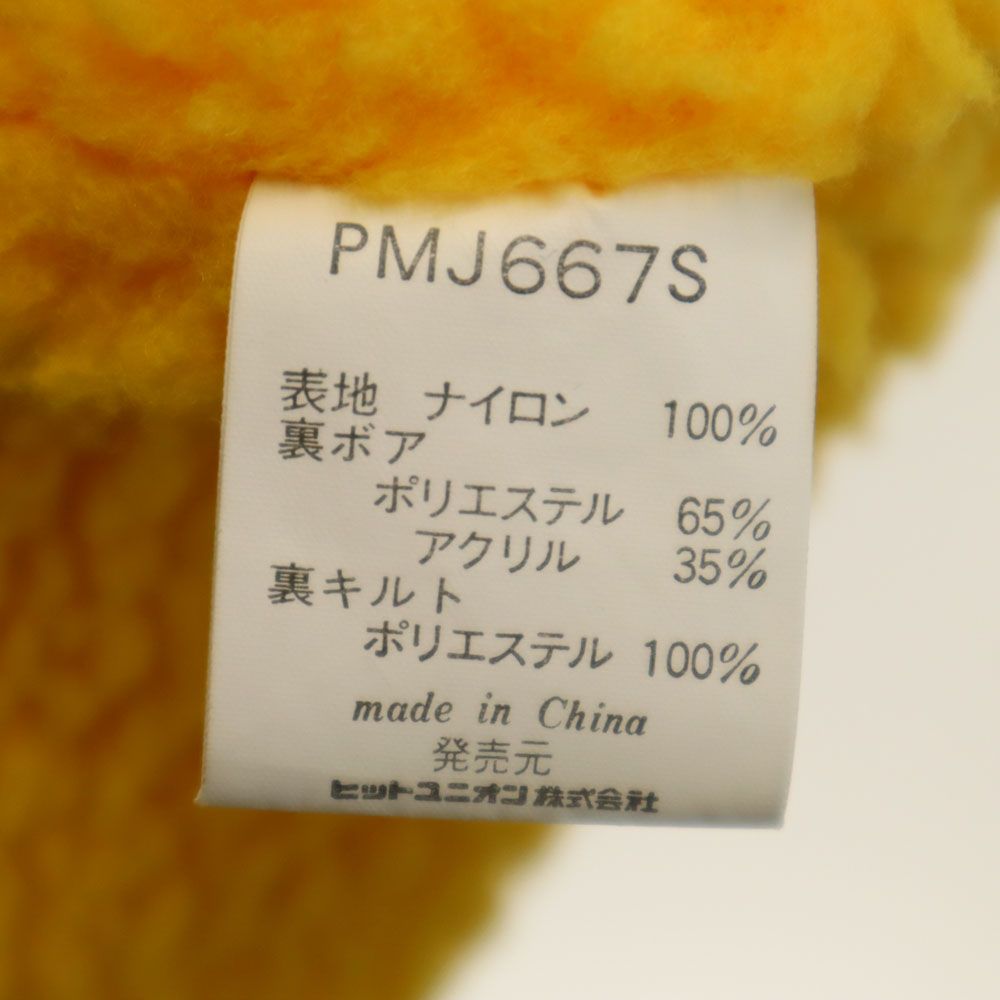 PMJ667S
表地 ナイロン 100%
裏ボア
ポリエステル 65%
アクリル 35%
裏キルト
ポリエステル 100%
made in China
発売元
ヒットユニオン株式会社